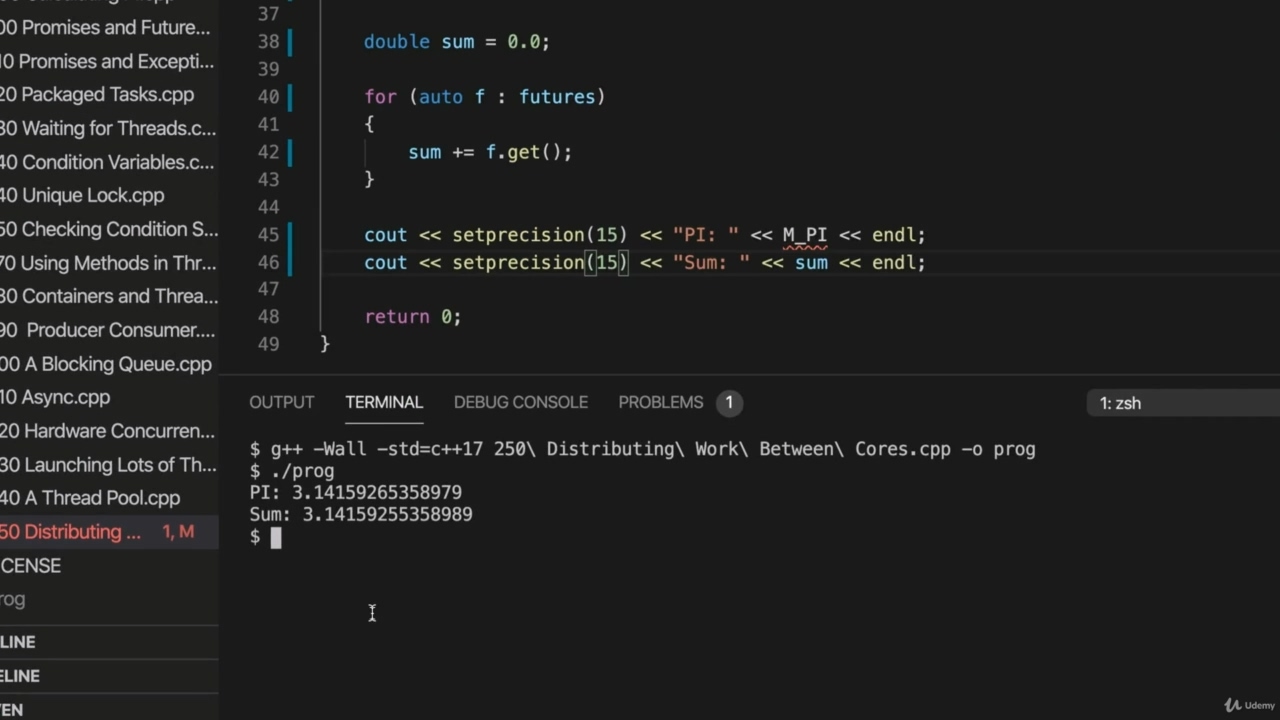 00 Promises and Future...
10 Promises and Excepti...
20 Packaged Tasks.cpp
30 Waiting for Threads.c...
40 Condition Variables.c...
40 Unique Lock.cpp
50 Checking Condition S...
70 Using Methods in Thr...
80 Containers and Threa...
90 Producer Consumer....
00 A Blocking Queue.cpp
10 Async.cpp
20 Hardware Concurren...
30 Launching Lots of Th...
40 A Thread Pool.cpp
50 Distributing ... 1, M
CENSE
rog
LINE
ELINE
EN
37
38 double sum = 0.0;
39
40 for (auto f : futures)
41 {
42 sum += f.get();
43 }
44
45 cout << setprecision(15) << "PI: " << M_PI << endl;
46 cout << setprecision(15) << "Sum: " << sum << endl;
47
48 return 0;
49 }
OUTPUT TERMINAL DEBUG CONSOLE PROBLEMS 1 1: zsh
$ g++ -Wall -std=c++17 250\ Distributing\ Work\ Between\ Cores.cpp -o prog
$ ./prog
PI: 3.14159265358979
Sum: 3.14159255358989
$
Udemy